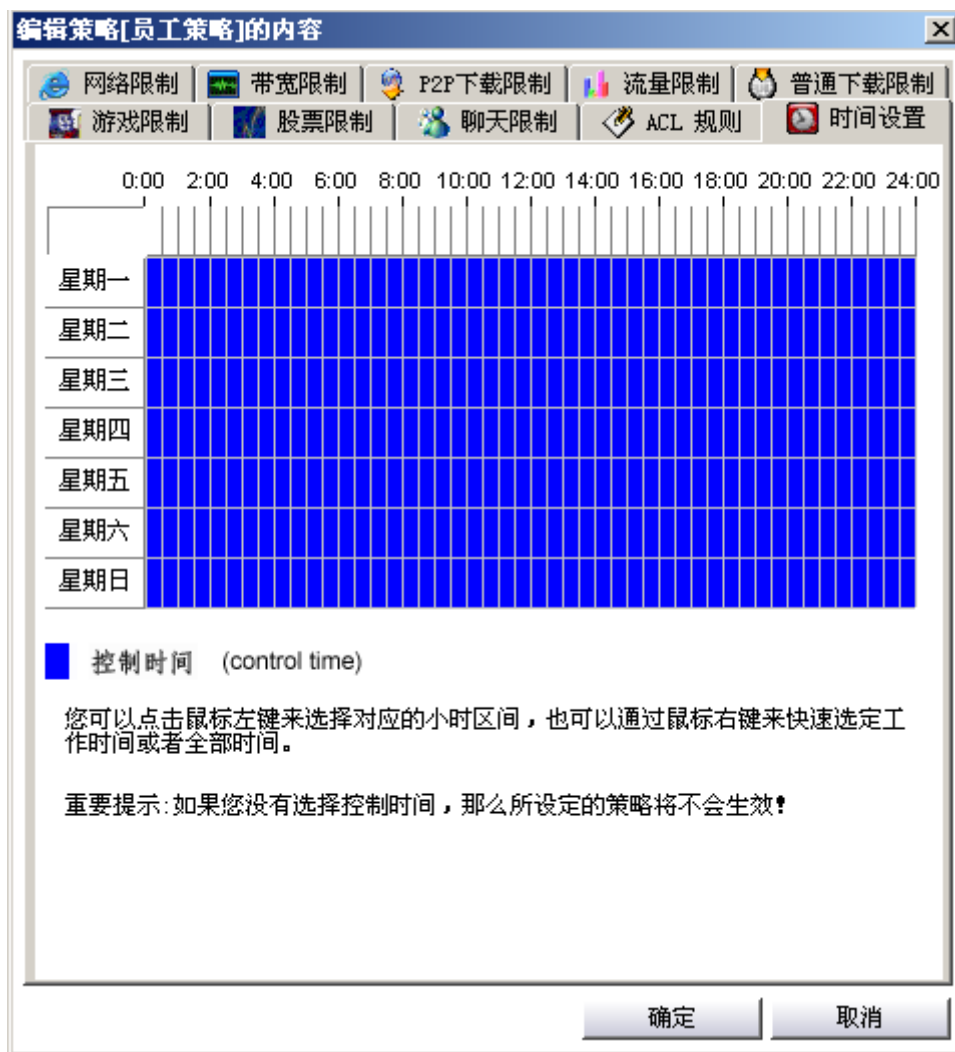 编辑策略[员工策略]的内容
网络限制 带宽限制 P2P下载限制 流量限制 普通下载限制
游戏限制 股票限制 聊天限制 ACL 规则 时间设置
0:00 2:00 4:00 6:00 8:00 10:00 12:00 14:00 16:00 18:00 20:00 22:00 24:00
星期一
星期二
星期三
星期四
星期五
星期六
星期日
控制时间 (control time)
您可以点击鼠标左键来选择对应的小时区间，也可以通过鼠标右键来快速选定工
作时间或者全部时间。
重要提示:如果您没有选择控制时间，那么所设定的策略将不会生效!
确定 取消